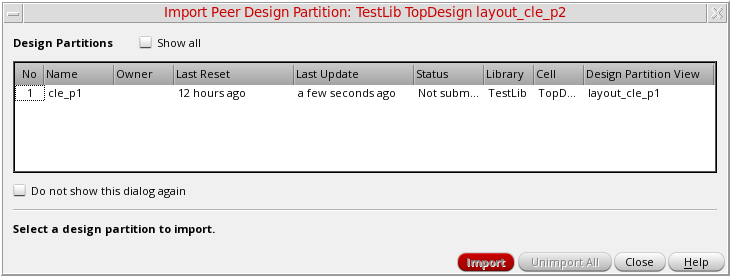 Import Peer Design Partition: TestLib TopDesign layout_cle_p2
Design Partitions Show all
No Name Owner Last Reset Last Update Status Library Cell Design Partition View
1 cle_p1 12 hours ago a few seconds ago Not subm... TestLib TopD... layout_cle_p1
Do not show this dialog again
Select a design partition to import.
Import Unimport All Close Help